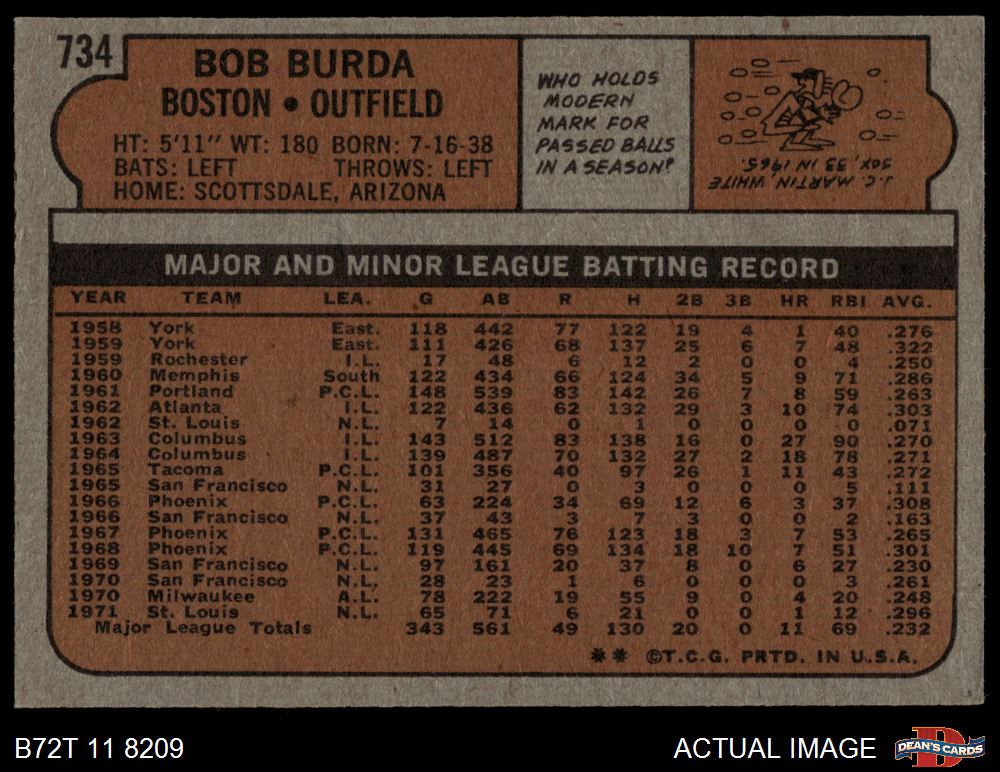 734
BOB BURDA
BOSTON • OUTFIELD
HT: 5'11" WT: 180 BORN: 7-16-38
BATS: LEFT THROWS: LEFT
HOME: SCOTTSDALE, ARIZONA
WHO HOLDS
MODERN
MARK FOR
PASSED BALLS
IN A SEASON?
J.C. MARTIN WHITE
SOX, 33 IN 1965.
MAJOR AND MINOR LEAGUE BATTING RECORD
YEAR TEAM LEA. G AB R H 2B 3B HR RBI AVG.
1958 York East. 118 442 77 122 19 4 1 40 .276
1959 York East. 111 426 68 137 25 6 7 48 .322
1959 Rochester I.L. 17 48 6 12 2 0 0 4 .250
1960 Memphis South 122 434 66 124 34 5 9 71 .286
1961 Portland P.C.L. 148 539 83 142 26 7 8 59 .263
1962 Atlanta I.L. 122 436 62 132 29 3 10 74 .303
1962 St. Louis N.L. 7 14 0 1 0 0 0 0 .071
1963 Columbus I.L. 143 512 83 138 16 0 27 90 .270
1964 Columbus I.L. 139 487 70 132 27 2 18 78 .271
1965 Tacoma P.C.L. 101 356 40 97 26 1 11 43 .272
1965 San Francisco N.L. 31 27 0 3 0 0 0 5 .111
1966 Phoenix P.C.L. 63 224 34 69 12 6 3 37 .308
1966 San Francisco N.L. 37 43 3 7 3 0 0 2 .163
1967 Phoenix P.C.L. 131 465 76 123 18 3 7 53 .265
1968 Phoenix P.C.L. 119 445 69 134 18 10 7 51 .301
1969 San Francisco N.L. 97 161 20 37 8 0 6 27 .230
1970 San Francisco N.L. 28 23 1 6 0 0 0 3 .261
1970 Milwaukee A.L. 78 222 19 55 9 0 4 20 .248
1971 St. Louis N.L. 65 71 6 21 0 0 1 12 .296
Major League Totals 343 561 49 130 20 0 11 69 .232
** ©T.C.G. PRTD. IN U.S.A.
B72T 11 8209
ACTUAL IMAGE
DEAN'S CARDS